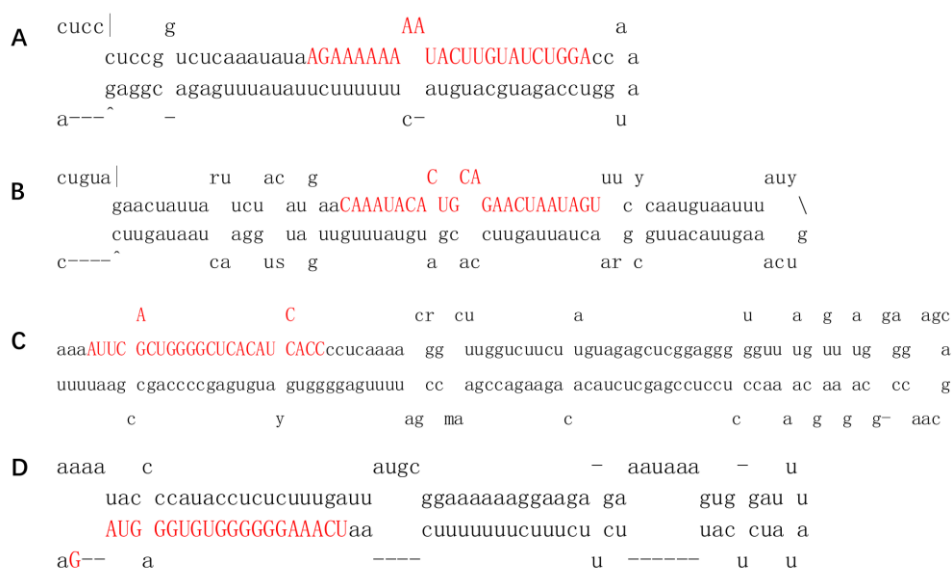 A
cucc| g AA a
cuccg ucucaaauauaAGAAAAAA UACUUGUAUCUGGAcc a
gaggc agaguuuauauucuuuuuu auguacguagaccugg a
a---^ - c- u
B
cugua| ru ac g C CA uu y auy
gaacuauua ucu au aaCAAAUACA UG GAACUAAUAGU c caauguaauuu \
cuugauaau agg ua uuguuuaugu gc cuugauuauca g guuacauugaa g
c----^ ca us g a ac ar c acu
A C cr cu a u a g a ga agc
C
aaaAUUC GCUGGGGCUCACAU CACCccucaaaa gg uuggucuucu uguagagcucggaggg gguu ug uu ug gg a
uuuuaag cgaccccgagugua guggggaguuuu cc agccagaaga acaucucgagccuccu ccaa ac aa ac cc g
c y ag ma c c a g g g- aac
D
aaaa c augc - aauaaa - u
uac ccauaccucucuuugauu ggaaaaaaggaaga ga gug gau u
AUG GGUGUGGGGGGAAACUaa cuuuuuuucuuucu cu uac cua a
aG-- a ---- u ------ u u